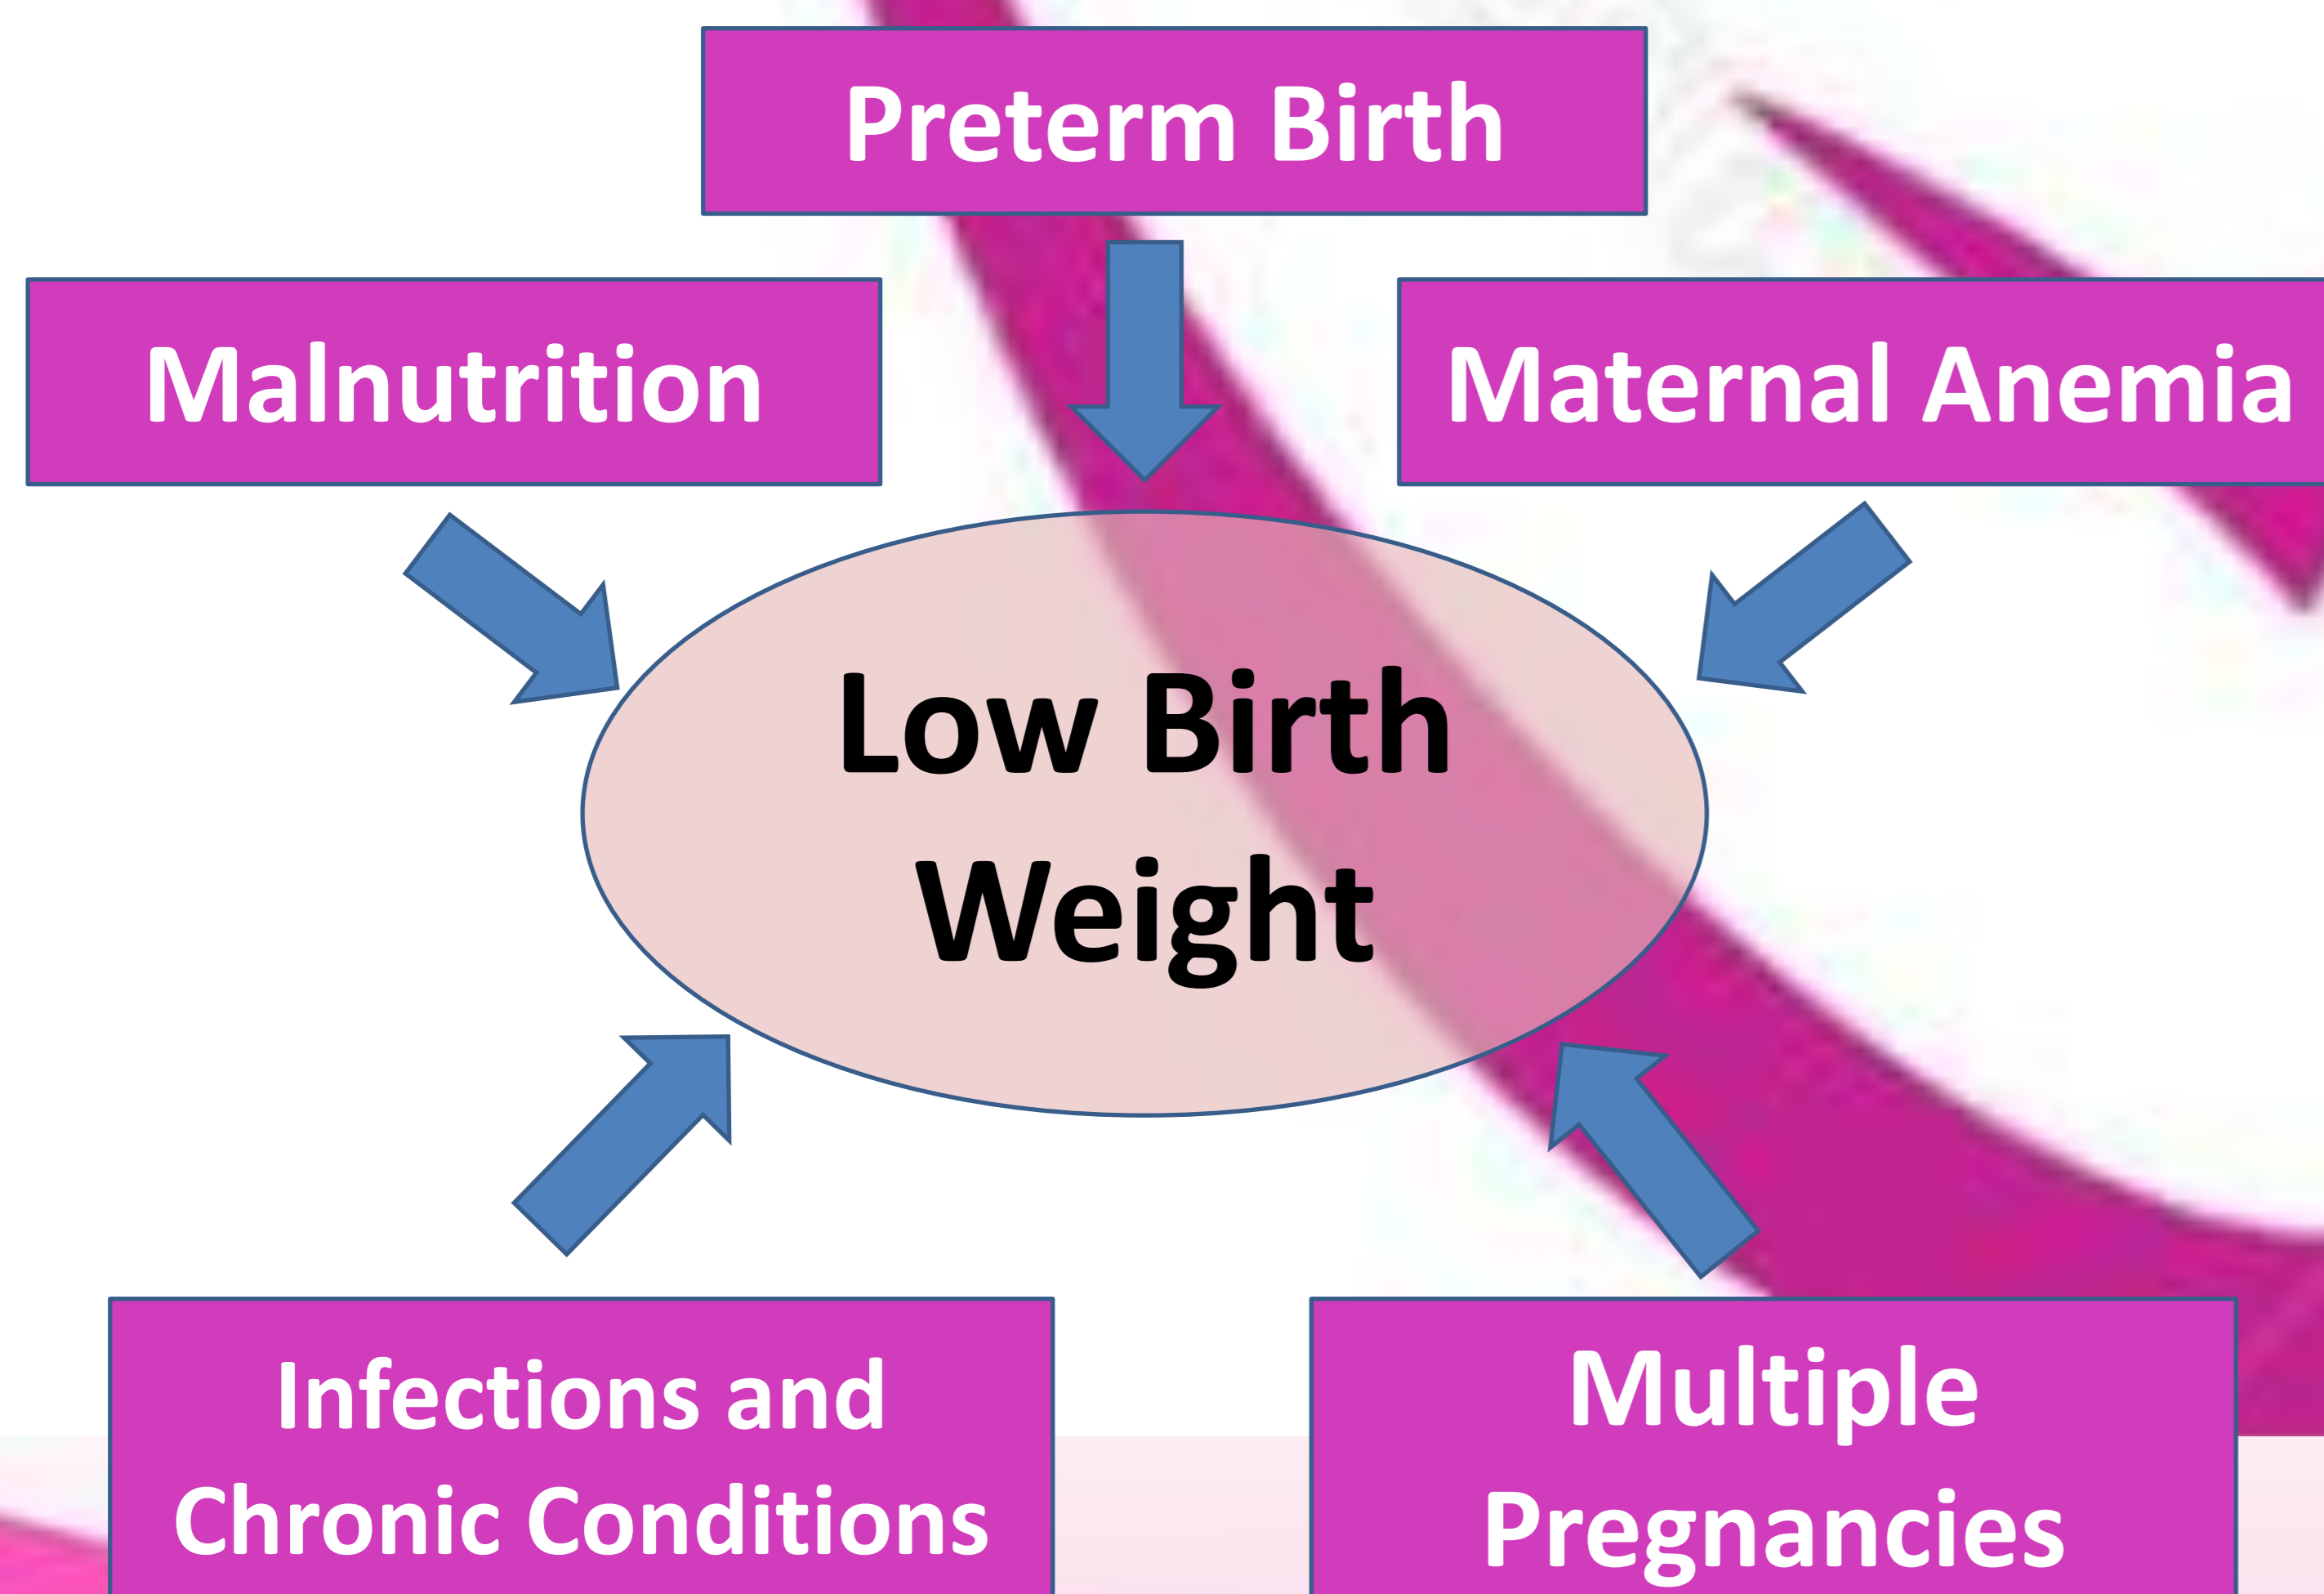 Preterm Birth
Malnutrition
Maternal Anemia
Low Birth
Weight
Infections and
Chronic Conditions
Multiple
Pregnancies